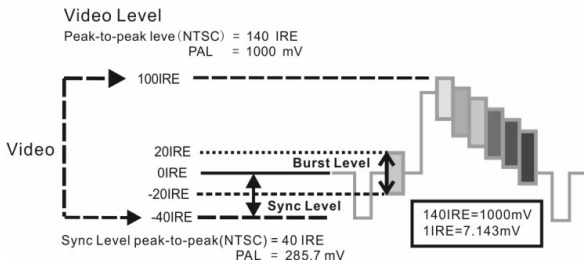 Video Level
Peak-to-peak leve(NTSC) = 140 IRE
PAL = 1000 mV
100IRE
Video
20IRE
Burst Level
0IRE
-20IRE
Sync Level
-40IRE
140IRE=1000mV
1IRE=7.143mV
Sync Level peak-to-peak(NTSC) = 40 IRE
PAL = 285.7 mV